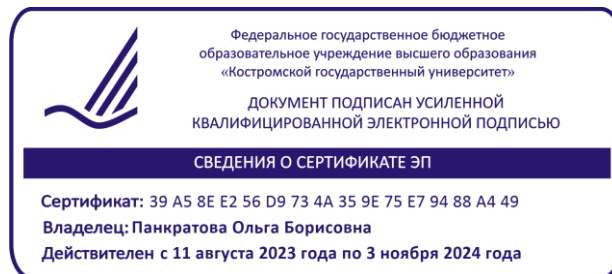 Федеральное государственное бюджетное
образовательное учреждение высшего образования
«Костромской государственный университет»
ДОКУМЕНТ ПОДПИСАН УСИЛЕННОЙ
КВАЛИФИЦИРОВАННОЙ ЭЛЕКТРОННОЙ ПОДПИСЬЮ
СВЕДЕНИЯ О СЕРТИФИКАТЕ ЭП
Сертификат: 39 A5 8E E2 56 D9 73 4A 35 9E 75 E7 94 88 A4 49
Владелец: Панкратова Ольга Борисовна
Действителен с 11 августа 2023 года по 3 ноября 2024 года